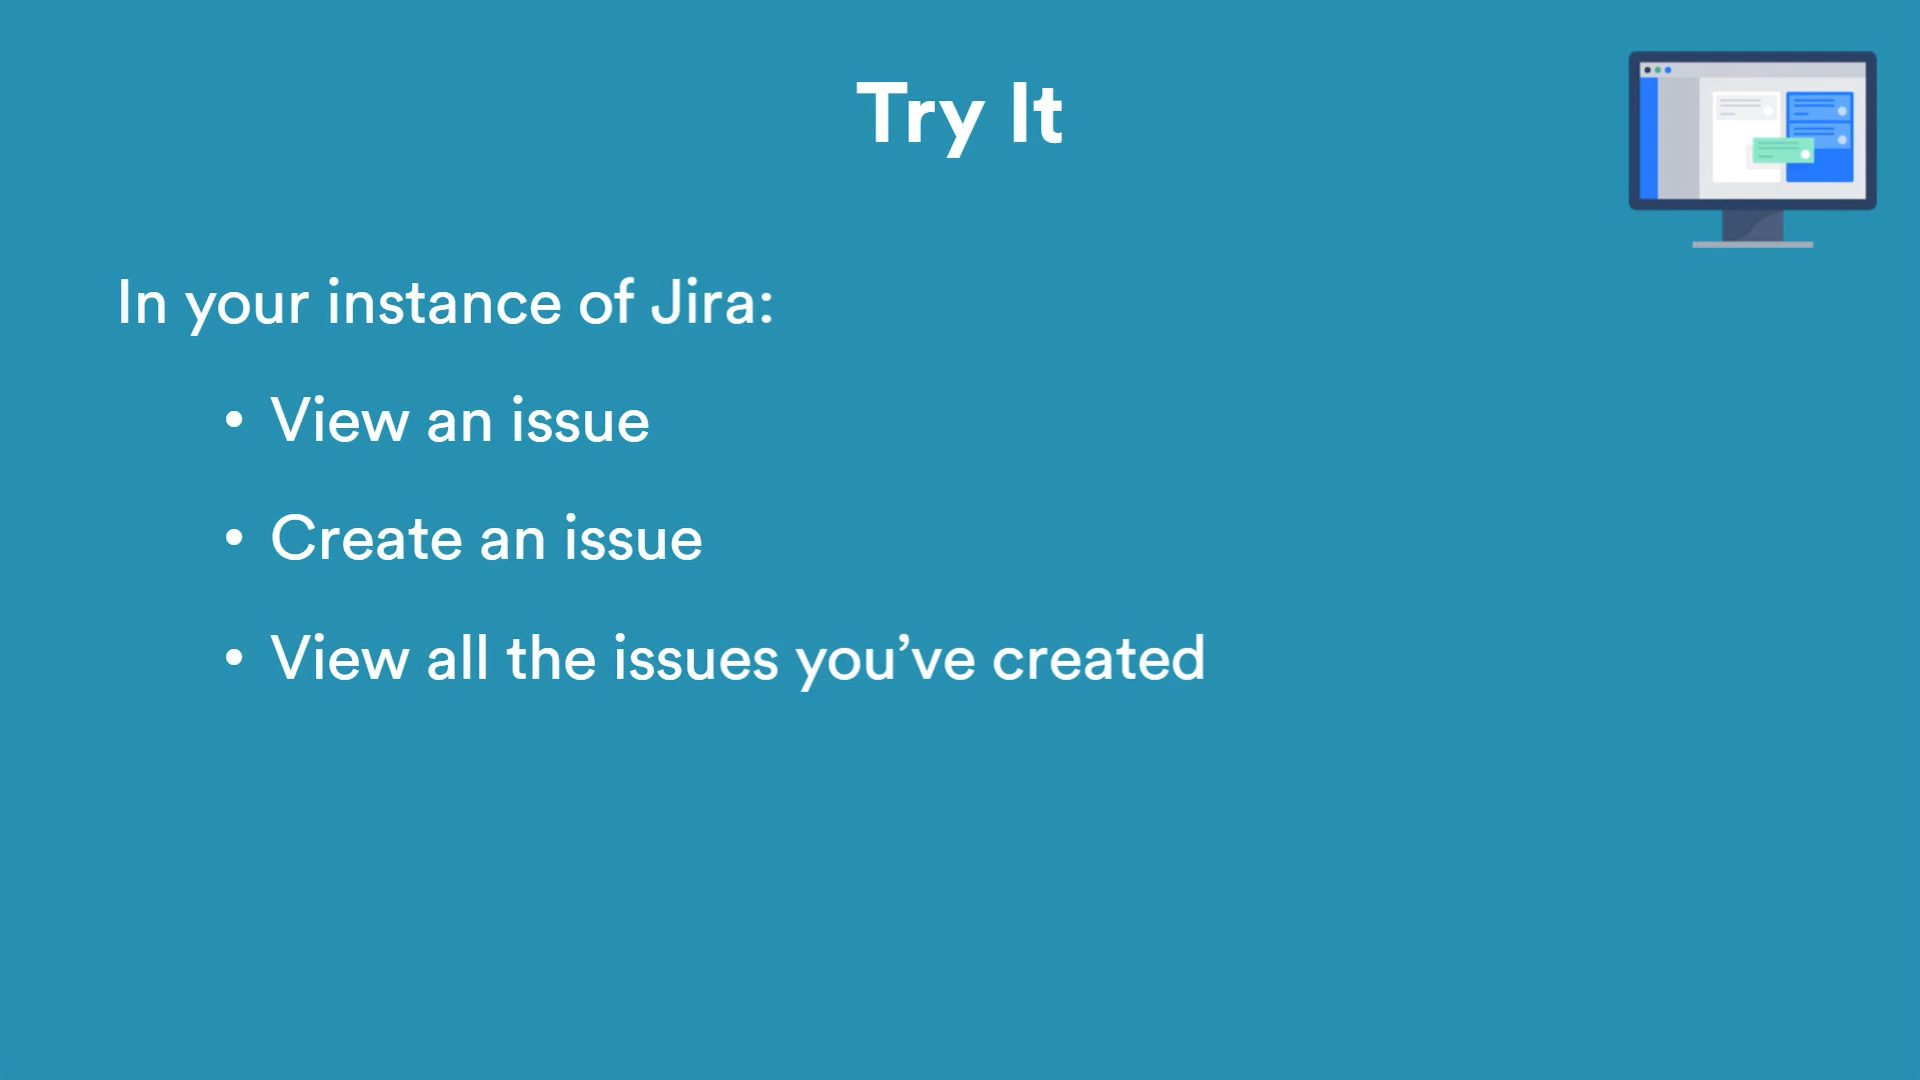 Try It
In your instance of Jira:
• View an issue
• Create an issue
• View all the issues you’ve created